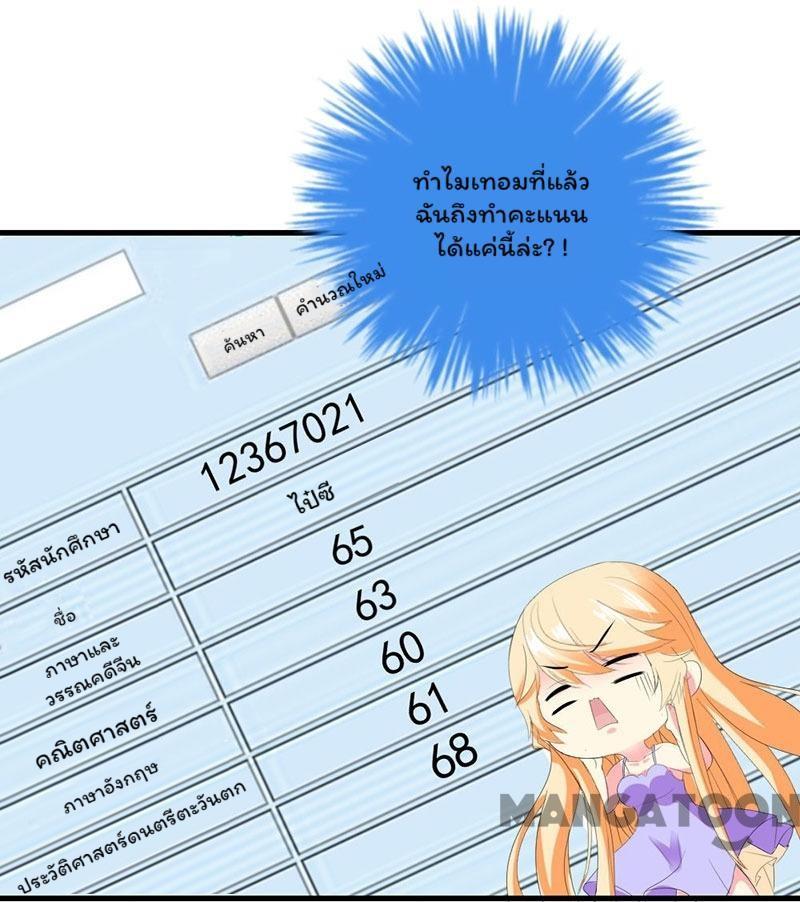 ทำไมเทอมที่แล้ว
ฉันถึงทำคะแนน
ได้แค่นี้ล่ะ?!
ค้นหา
คำนวณใหม่
รหัสนักศึกษา
12367021
ชื่อ
ไป๋ซี
ภาษาและ
วรรณคดีจีน
65
คณิตศาสตร์
63
ภาษาอังกฤษ
60
ประวัติศาสตร์ดนตรีตะวันตก
61
68
MANGATOON